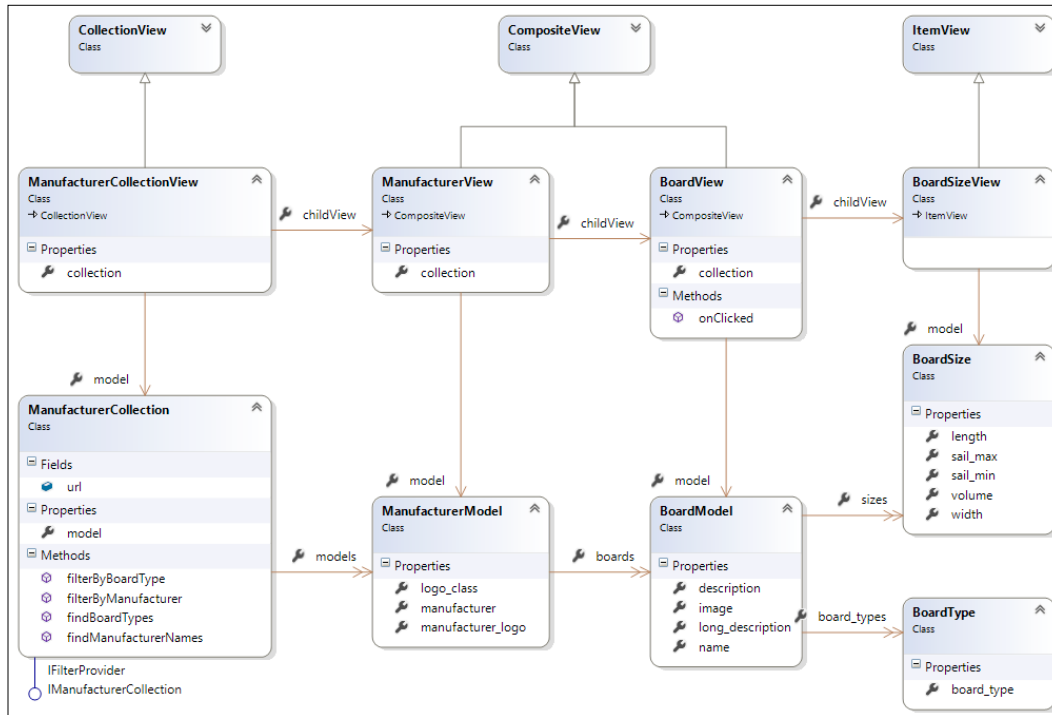 CollectionView
Class
CompositeView
Class
ItemView
Class
ManufacturerCollectionView
Class
CollectionView
Properties
collection
childView
ManufacturerView
Class
CompositeView
Properties
collection
childView
BoardView
Class
CompositeView
Properties
collection
Methods
onClicked
childView
BoardSizeView
Class
ItemView
model
ManufacturerCollection
Class
Fields
url
Properties
model
Methods
filterByBoardType
filterByManufacturer
findBoardTypes
findManufacturerNames
IFilterProvider
IManufacturerCollection
models
model
ManufacturerModel
Class
Properties
logo_class
manufacturer
manufacturer_logo
boards
model
BoardModel
Class
Properties
description
image
long_description
name
sizes
board_types
model
BoardSize
Class
Properties
length
sail_max
sail_min
volume
width
BoardType
Class
Properties
board_type